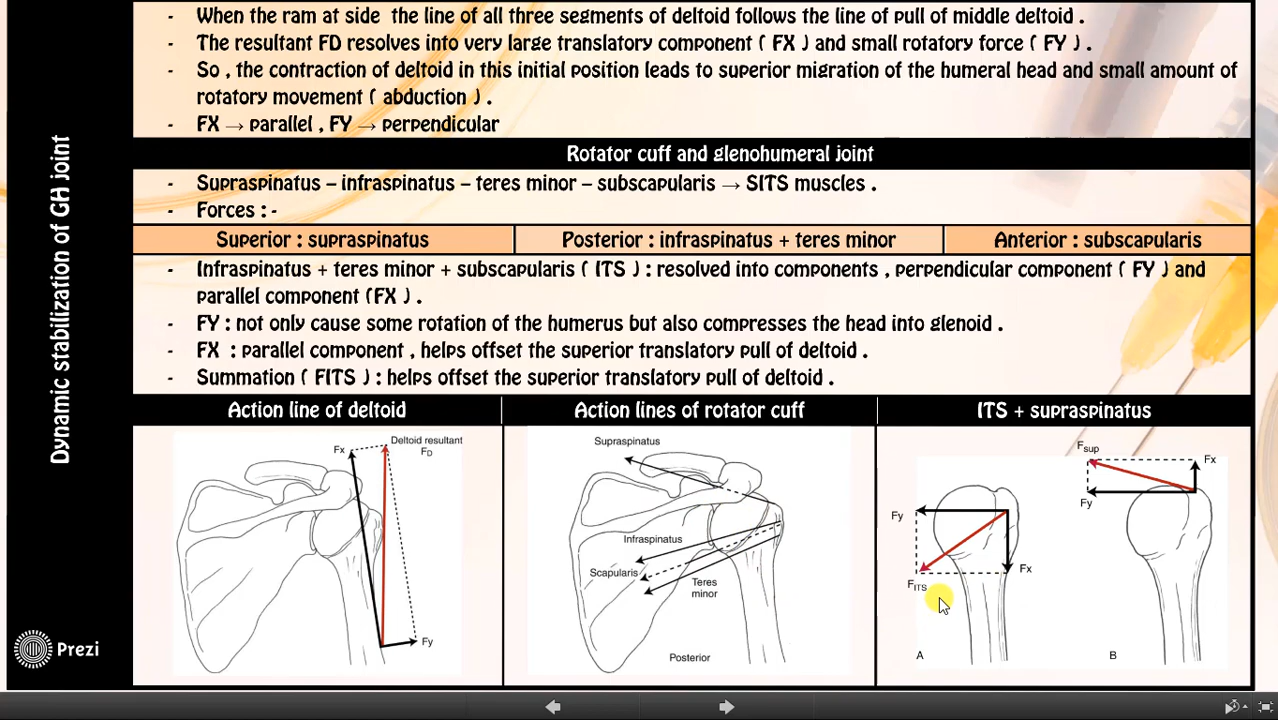 - When the ram at side the line of all three segments of deltoid follows the line of pull of middle deltoid .
- The resultant FD resolves into very large translatory component ( FX ) and small rotatory force ( FY ) .
- So , the contraction of deltoid in this initial position leads to superior migration of the humeral head and small amount of
rotatory movement ( abduction ) .
- FX → parallel , FY → perpendicular
Dynamic stabilization of GH joint
Rotator cuff and glenohumeral joint
- Supraspinatus – infraspinatus – teres minor – subscapularis → SITS muscles .
- Forces : -
Superior : supraspinatus
Posterior : infraspinatus + teres minor
Anterior : subscapularis
- Infraspinatus + teres minor + subscapularis ( ITS ) : resolved into components , perpendicular component ( FY ) and
parallel component (FX ) .
- FY : not only cause some rotation of the humerus but also compresses the head into glenoid .
- FX : parallel component , helps offset the superior translatory pull of deltoid .
- Summation ( FITS ) : helps offset the superior translatory pull of deltoid .
Action line of deltoid
Action lines of rotator cuff
ITS + supraspinatus
Fx
Deltoid resultant
FD
Fy
Supraspinatus
Infraspinatus
Scapularis
Teres
minor
Posterior
Fy
Fx
FITS
A
Fsup
Fx
Fy
B
Prezi